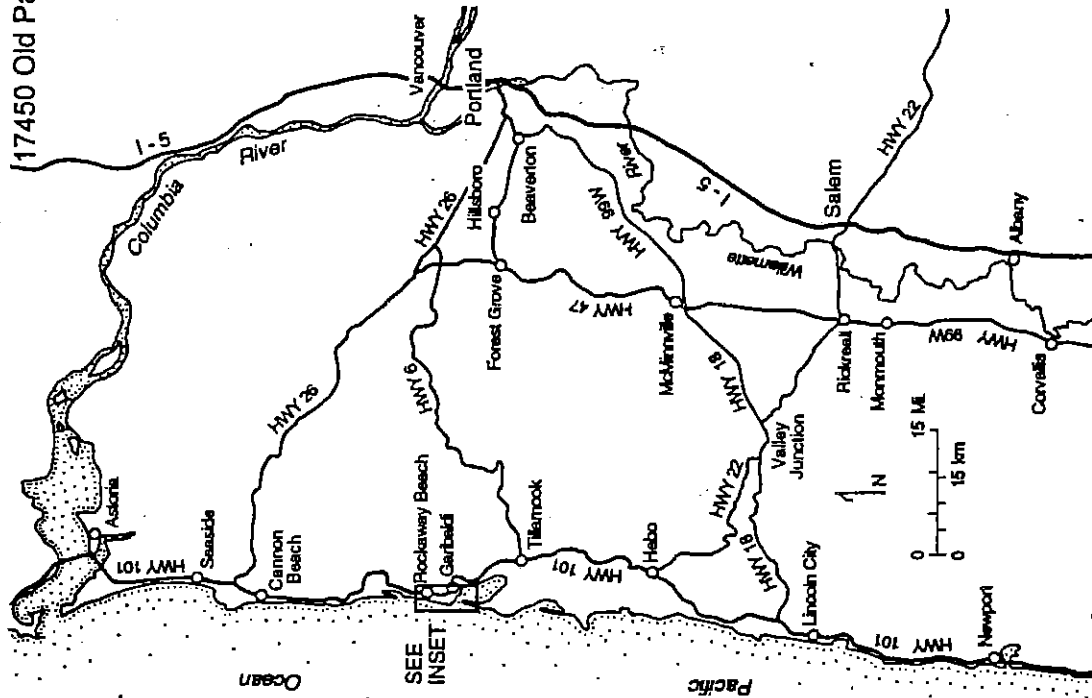 [17450 Old Pa
I-5
River
Columbia
Vancouver
Portland
HWY 26
Hillsboro
Beaverton
HWY 26
Forest Grove
HWY 6
HWY 47
HWY 99W
River
Willamette
I-5
Salem
HWY 22
Albany
McMinnville
HWY 18
Rickreall
Monmouth
HWY 99W
Corvallis
Valley
Junction
HWY 22
HWY 18
Astoria
HWY 101
Seaside
Cannon
Beach
Rockaway Beach
Garibaldi
Tillamook
HWY 101
Hebo
Lincoln City
HWY 101
Newport
SEE
INSET
Ocean
Pacific
N
0 15 Mi.
0 15 km